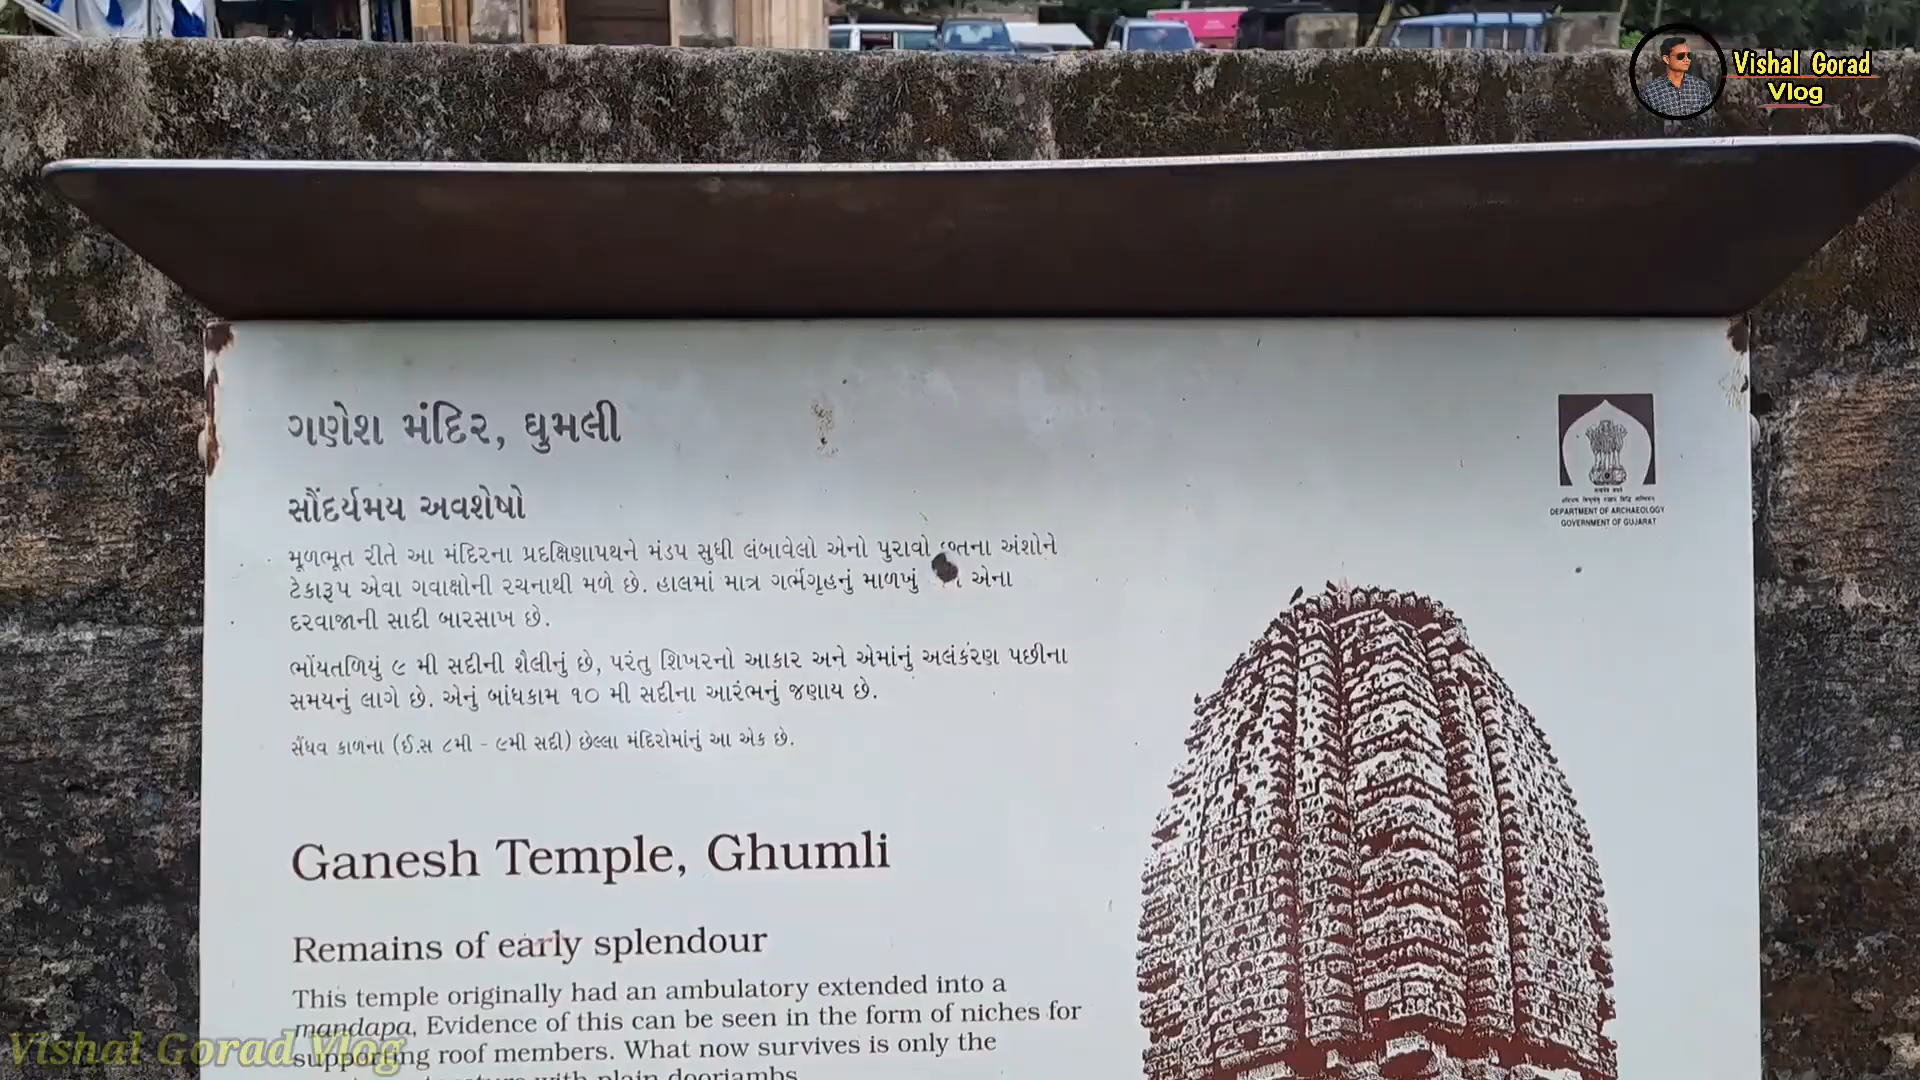 Vishal Gorad
Vlog
ગણેશ મંદિર, ઘુમલી
સૌંદર્યમય અવશેષો
મૂળભૂત રીતે આ મંદિરના પ્રદક્ષિણાપથને મંડપ સુધી લંબાવેલો એનો પુરાવો છતના અંશોને
ટેકારૂપ એવા ગવાક્ષોની રચનાથી મળે છે. હાલમાં માત્ર ગર્ભગૃહનું માળખું એના
દરવાજાની સાદી બારસાખ છે.
ભોંયતળિયું ૯ મી સદીની શૈલીનું છે, પરંતુ શિખરનો આકાર અને એમાંનું અલંકરણ પછીના
સમયનું લાગે છે. એનું બાંધકામ ૧૦ મી સદીના આરંભનું જણાય છે.
સૈંધવ કાળના (ઈ.સ ૮મી - ૯મી સદી) છેલ્લા મંદિરોમાંનું આ એક છે.
DEPARTMENT OF ARCHAEOLOGY
GOVERNMENT OF GUJARAT
Ganesh Temple, Ghumli
Remains of early splendour
This temple originally had an ambulatory extended into a
mandapa, Evidence of this can be seen in the form of niches for
supporting roof members. What now survives is only the
with plain doorjambs
Vishal Gorad Vlog